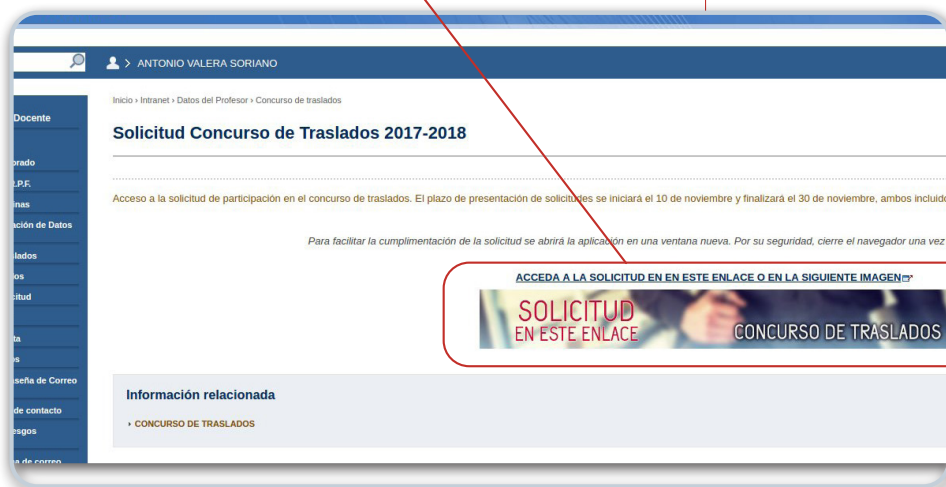 ANTONIO VALERA SORIANO
Inicio › Intranet › Datos del Profesor › Concurso de traslados
Solicitud Concurso de Traslados 2017-2018
Acceso a la solicitud de participación en el concurso de traslados. El plazo de presentación de solicitudes se iniciará el 10 de noviembre y finalizará el 30 de noviembre, ambos incluido
Para facilitar la cumplimentación de la solicitud se abrirá la aplicación en una ventana nueva. Por su seguridad, cierre el navegador una vez
ACCEDA A LA SOLICITUD EN EN ESTE ENLACE O EN LA SIGUIENTE IMAGEN
SOLICITUD
EN ESTE ENLACE
CONCURSO DE TRASLADOS
Información relacionada
CONCURSO DE TRASLADOS
Docente
orado
.P.F.
inas
ación de Datos
lados
os
citud
ta
os
seña de Correo
de contacto
esgos
a de correo